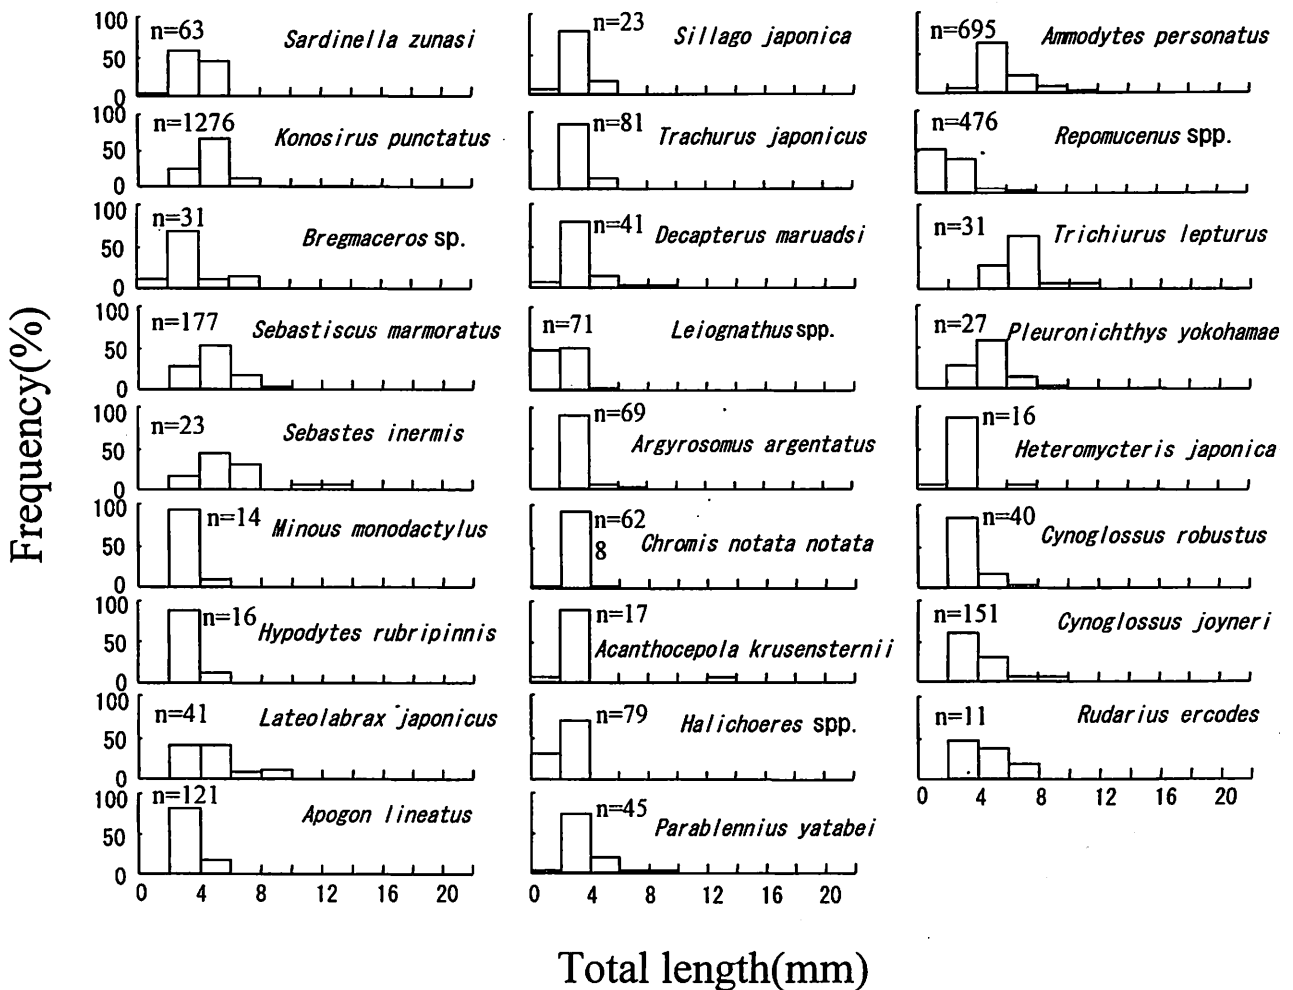 Frequency(%)
100
50
0
n=63
Sardinella zunasi
100
50
0
n=1276
Konosirus punctatus
100
50
0
n=31
Bregmaceros sp.
100
50
0
n=177
Sebastiscus marmoratus
100
50
0
n=23
Sebastes inermis
100
50
0
n=14
Minous monodactylus
100
50
0
n=16
Hypodytes rubripinnis
100
50
0
n=41
Lateolabrax japonicus
100
50
0
n=121
Apogon lineatus
0 4 8 12 16 20
n=23
Sillago japonica
n=81
Trachurus japonicus
n=41
Decapterus maruadsi
n=71
Leiognathus spp.
n=69
Argyrosomus argentatus
n=62
8
Chromis notata notata
n=17
Acanthocepola krusensternii
n=79
Halichoeres spp.
n=45
Parablennius yatabei
0 4 8 12 16 20
n=695
Ammodytes personatus
n=476
Repomucenus spp.
n=31
Trichiurus lepturus
n=27
Pleuronichthys yokohamae
n=16
Heteromycteris japonica
n=40
Cynoglossus robustus
n=151
Cynoglossus joyneri
n=11
Rudarius ercodes
0 4 8 12 16 20
Total length(mm)